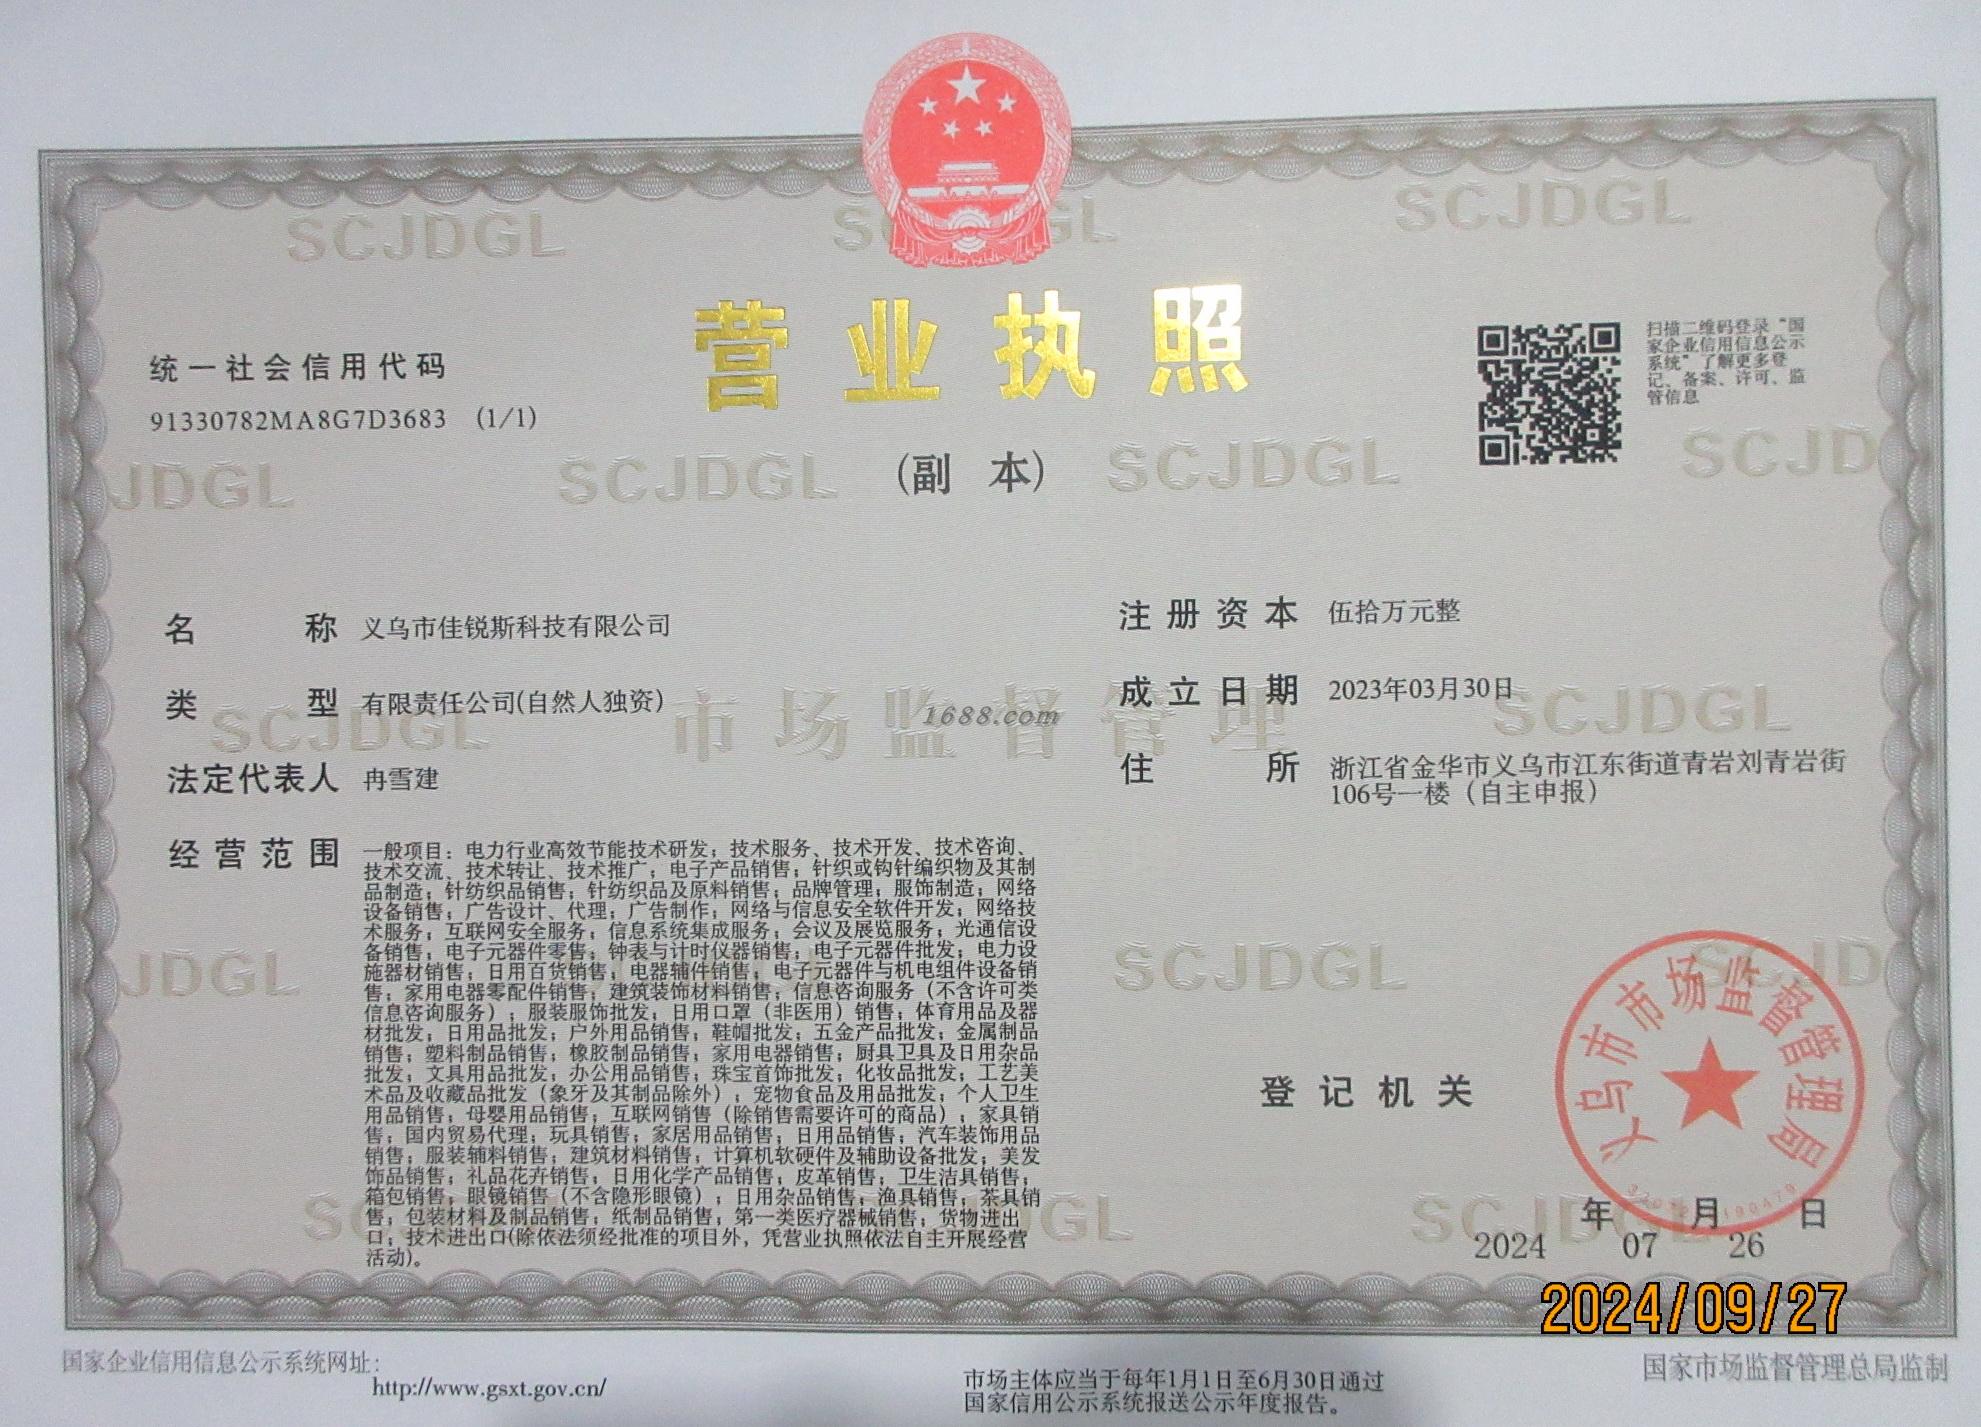 营业执照
(副 本)
统一社会信用代码
91330782MA8G7D3683 (1/1)
扫描二维码登录“国
家企业信用信息公示
系统”了解更多登
记、备案、许可、监
管信息
名称 义乌市佳锐斯科技有限公司
类型 有限责任公司(自然人独资)
法定代表人 冉雪建
经营范围 一般项目：电力行业高效节能技术研发；技术服务、技术开发、技术咨询、
技术交流、技术转让、技术推广；电子产品销售；针织或钩针编织物及其制
品制造；针纺织品销售；针纺织品及原料销售；品牌管理；服饰制造；网络
设备销售；广告设计、代理；广告制作；网络与信息安全软件开发；网络技
术服务；互联网安全服务；信息系统集成服务；会议及展览服务；光通信设
备销售；电子元器件零售；钟表与计时仪器销售；电子元器件批发；电力设
施器材销售；日用百货销售；电器辅件销售；电子元器件与机电组件设备销
售；家用电器零配件销售；建筑装饰材料销售；信息咨询服务（不含许可类
信息咨询服务）；服装服饰批发；日用口罩（非医用）销售；体育用品及器
材批发；日用品批发；户外用品销售；鞋帽批发；五金产品批发；金属制品
销售；塑料制品销售；橡胶制品销售；家用电器销售；厨具卫具及日用杂品
批发；文具用品批发；办公用品销售；珠宝首饰批发；化妆品批发；工艺美
术品及收藏品批发（象牙及其制品除外）；宠物食品及用品批发；个人卫生
用品销售；母婴用品销售；互联网销售（除销售需要许可的商品）；家具销
售；国内贸易代理；玩具销售；家居用品销售；日用品销售；汽车装饰用品
销售；服装辅料销售；建筑材料销售；计算机软硬件及辅助设备批发；美发
饰品销售；礼品花卉销售；日用化学产品销售；皮革销售；卫生洁具销售；
箱包销售；眼镜销售（不含隐形眼镜）；日用杂品销售；渔具销售；茶具销
售；包装材料及制品销售；纸制品销售；第一类医疗器械销售；货物进出
口；技术进出口(除依法须经批准的项目外，凭营业执照依法自主开展经营
活动)。
注册资本 伍拾万元整
成立日期 2023年03月30日
住所 浙江省金华市义乌市江东街道青岩刘青岩街
106号一楼（自主申报）
SCJDGL
市场监督管理
1688.com
登记机关
义乌市市场监督管理局
年 月 日
2024 07 26
2024/09/27
国家企业信用信息公示系统网址：
http://www.gsxt.gov.cn/
市场主体应当于每年1月1日至6月30日通过
国家信用公示系统报送公示年度报告。
国家市场监督管理总局监制